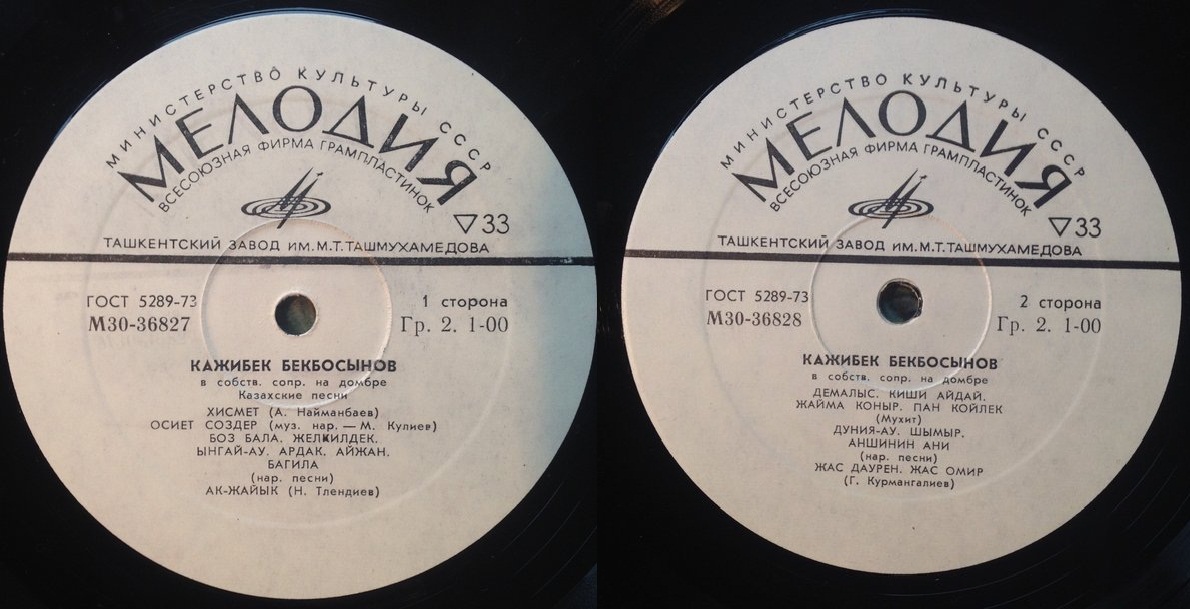 МИНИСТЕРСТВО КУЛЬТУРЫ СССР
МЕЛОДИЯ
ВСЕСОЮЗНАЯ ФИРМА ГРАМПЛАСТИНОК
▽33
ТАШКЕНТСКИЙ ЗАВОД ИМ.М.Т.ТАШМУХАМЕДОВА
ГОСТ 5289-73
1 сторона
М30-36827
Гр. 2. 1-00
КАЖИБЕК БЕКБОСЫНОВ
в собств. сопр. на домбре
Казахские песни
ХИСМЕТ (А. Найманбаев)
ОСИЕТ СОЗДЕР (муз. нар. — М. Кулиев)
БОЗ БАЛА. ЖЕЛКИЛДЕК.
ЫНГАЙ-АУ. АРДАК. АЙЖАН.
БАГИЛА
(нар. песни)
АК-ЖАЙЫК (Н. Тлендиев)
МИНИСТЕРСТВО КУЛЬТУРЫ СССР
МЕЛОДИЯ
ВСЕСОЮЗНАЯ ФИРМА ГРАМПЛАСТИНОК
▽33
ТАШКЕНТСКИЙ ЗАВОД ИМ.М.Т.ТАШМУХАМЕДОВА
ГОСТ 5289-73
2 сторона
М30-36828
Гр. 2. 1-00
КАЖИБЕК БЕКБОСЫНОВ
в собств. сопр. на домбре
ДЕМАЛЫС. КИШИ АЙДАЙ.
ЖАЙМА КОНЫР. ПАН КОЙЛЕК
(Мухит)
ДУНИЯ-АУ. ШЫМЫР.
АНШИНИН АНИ
(нар. песни)
ЖАС ДАУРЕН. ЖАС ОМИР
(Г. Курмангалиев)